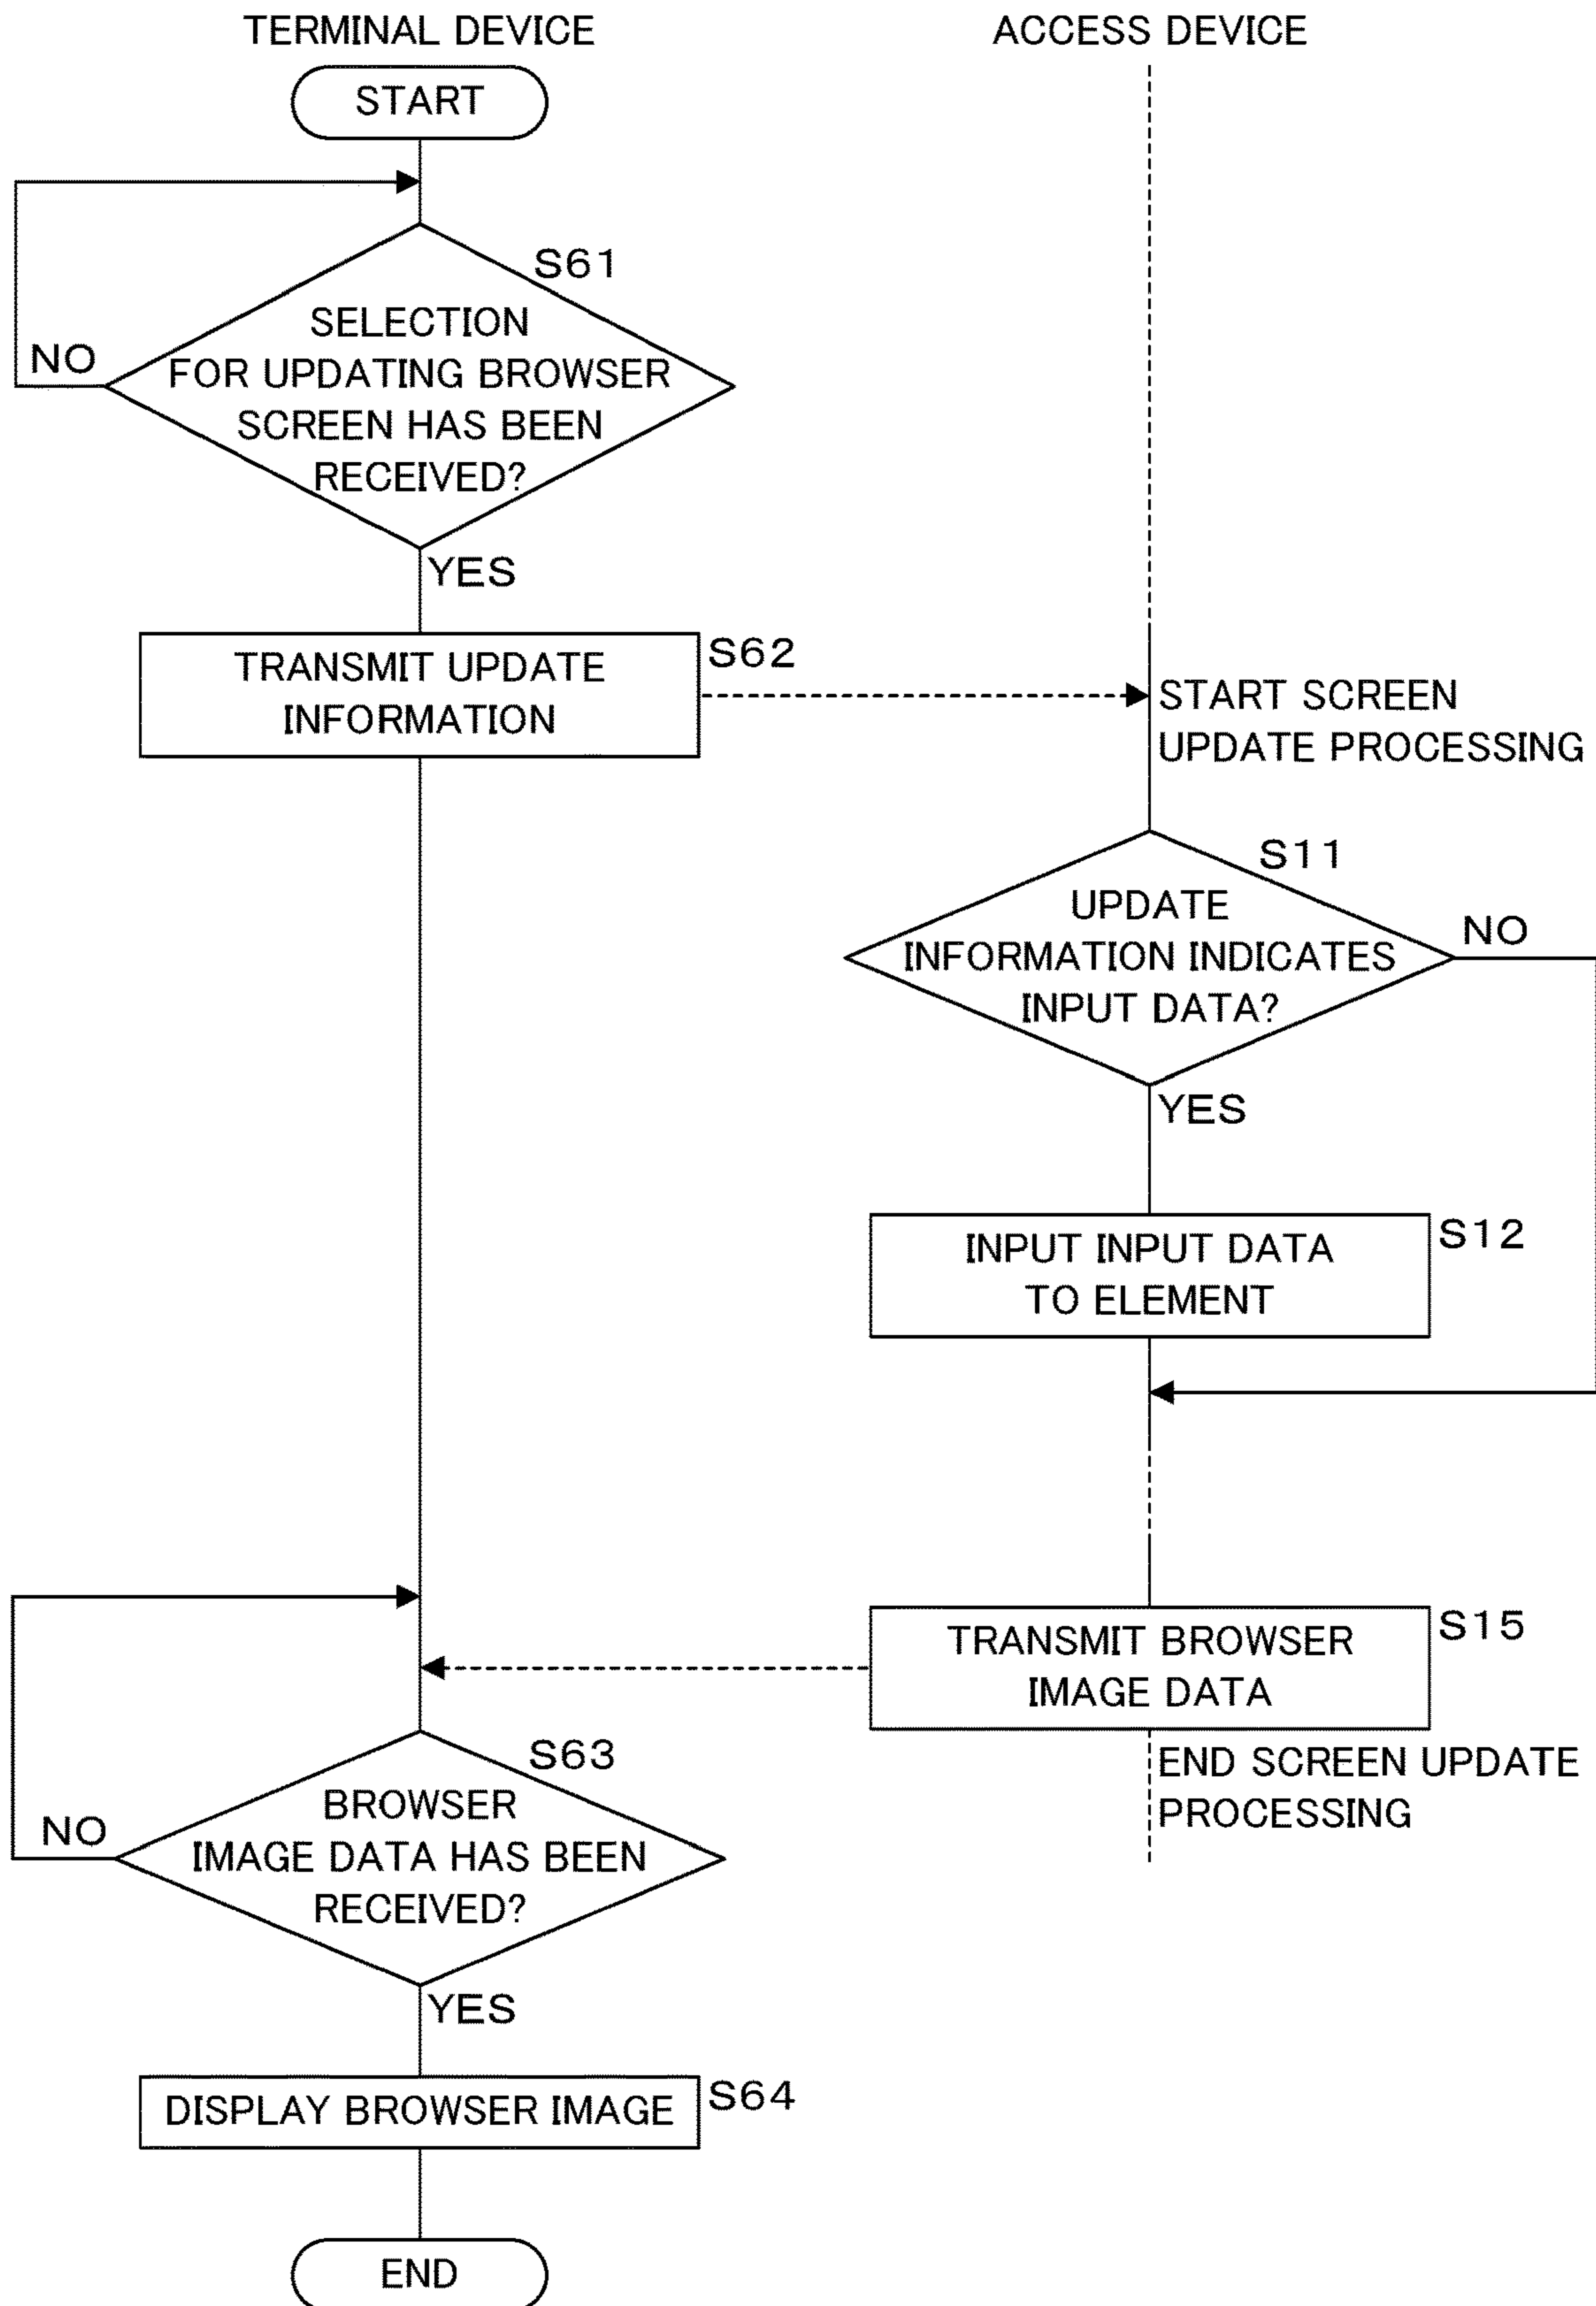 TERMINAL DEVICE
ACCESS DEVICE
START
S61
SELECTION
FOR UPDATING BROWSER
SCREEN HAS BEEN
RECEIVED?
NO
YES
TRANSMIT UPDATE
INFORMATION
S62
START SCREEN
UPDATE PROCESSING
S11
UPDATE
INFORMATION INDICATES
INPUT DATA?
NO
YES
INPUT INPUT DATA
TO ELEMENT
S12
TRANSMIT BROWSER
IMAGE DATA
S15
END SCREEN UPDATE
PROCESSING
S63
BROWSER
IMAGE DATA HAS BEEN
RECEIVED?
NO
YES
DISPLAY BROWSER IMAGE
S64
END